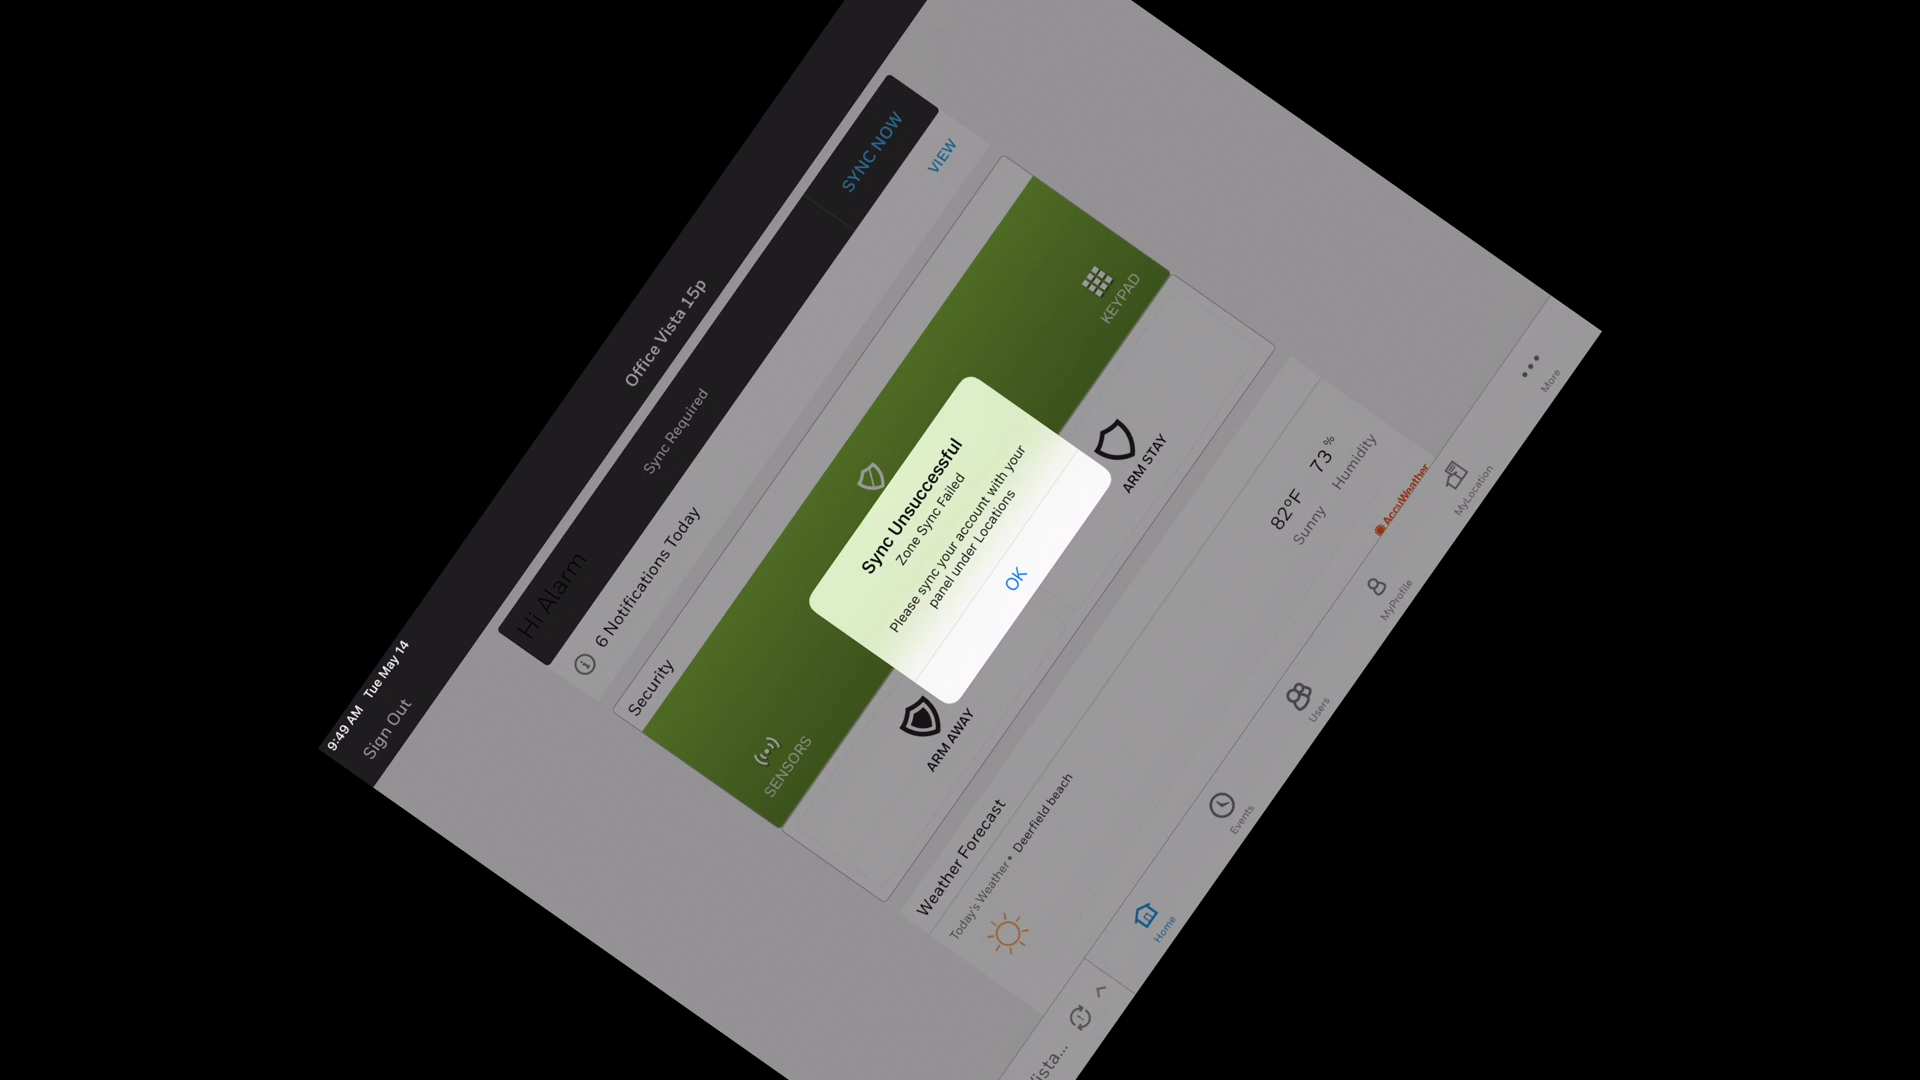 9:49 AM Tue May 14
Sign Out
Office Vista 15p
Hi Alarm
Sync Required
SYNC NOW
6 Notifications Today
VIEW
Security
SENSORS
KEYPAD
ARM AWAY
ARM STAY
Sync Unsuccessful
Zone Sync Failed
Please sync your account with your
panel under Locations
OK
Weather Forecast
Today's Weather • Deerfield beach
82°F
Sunny
73 %
Humidity
AccuWeather
Home
Events
Users
MyProfile
MyLocation
More